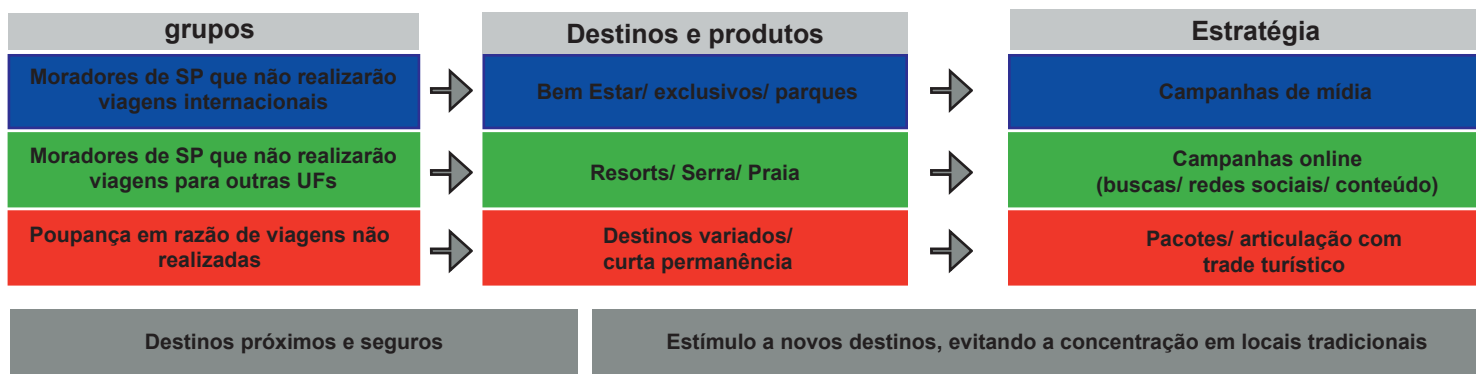 grupos
Destinos e produtos
Estratégia
Moradores de SP que não realizarão
viagens internacionais
Bem Estar/ exclusivos/ parques
Campanhas de mídia
Moradores de SP que não realizarão
viagens para outras UFs
Resorts/ Serra/ Praia
Campanhas online
(buscas/ redes sociais/ conteúdo)
Poupança em razão de viagens não
realizadas
Destinos variados/
curta permanência
Pacotes/ articulação com
trade turístico
Destinos próximos e seguros
Estímulo a novos destinos, evitando a concentração em locais tradicionais